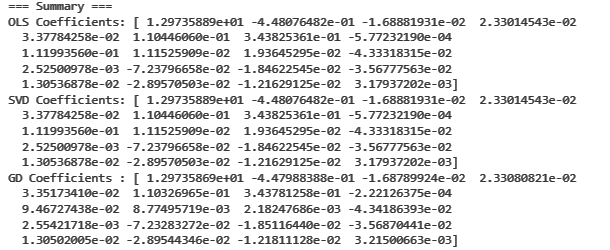 === Summary ===
OLS Coefficients: [ 1.29735889e+01 -4.48076482e-01 -1.68881931e-02  2.33014543e-02
  3.37784258e-02  1.10446060e-01  3.43825361e-01 -5.77232190e-04
  1.11993560e-01  1.11525909e-02  1.93645295e-02 -4.33318315e-02
  2.52500978e-03 -7.23796658e-02 -1.84622545e-02 -3.56777563e-02
  1.30536878e-02 -2.89570503e-02 -1.21629125e-02  3.17937202e-03]
SVD Coefficients: [ 1.29735889e+01 -4.48076482e-01 -1.68881931e-02  2.33014543e-02
  3.37784258e-02  1.10446060e-01  3.43825361e-01 -5.77232190e-04
  1.11993560e-01  1.11525909e-02  1.93645295e-02 -4.33318315e-02
  2.52500978e-03 -7.23796658e-02 -1.84622545e-02 -3.56777563e-02
  1.30536878e-02 -2.89570503e-02 -1.21629125e-02  3.17937202e-03]
GD Coefficients : [ 1.29735869e+01 -4.47988388e-01 -1.68789924e-02  2.33080821e-02
  3.35173410e-02  1.10326965e-01  3.43781258e-01 -2.22126375e-04
  9.46727438e-02  8.77495719e-03  2.18247686e-03 -4.34186393e-02
  2.55421718e-03 -7.23283272e-02 -1.85116440e-02 -3.56870441e-02
  1.30502005e-02 -2.89544346e-02 -1.21811128e-02  3.21500663e-03]